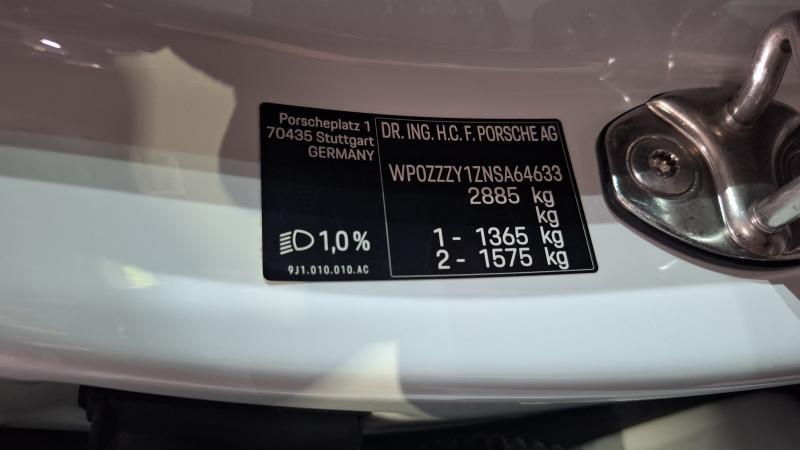 Porscheplatz 1
70435 Stuttgart
GERMANY
1,0 %
9J1.010.010.AC
DR. ING. H.C. F. PORSCHE AG
WP0ZZZY1ZNSA64633
2885 kg
kg
1 - 1365 kg
2 - 1575 kg